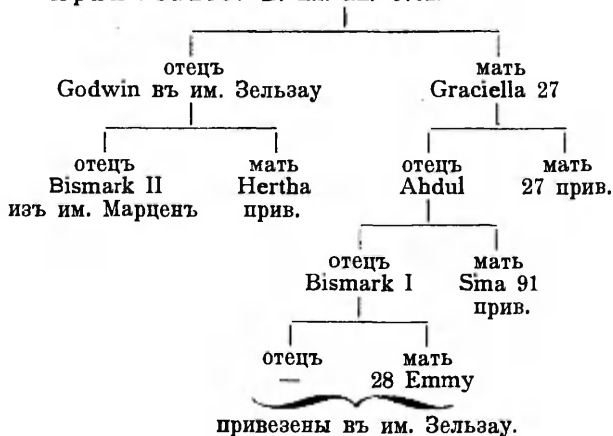 отецъ мать
Godwin въ им. Зельзау Graciella 27
отецъ мать отецъ мать
Bismark II Hertha Abdul 27 прив.
изъ им. Марценъ прив.
отецъ мать
Bismark I Sima 91
прив.
отецъ мать
— 28 Emmy
привезены въ им. Зельзау.